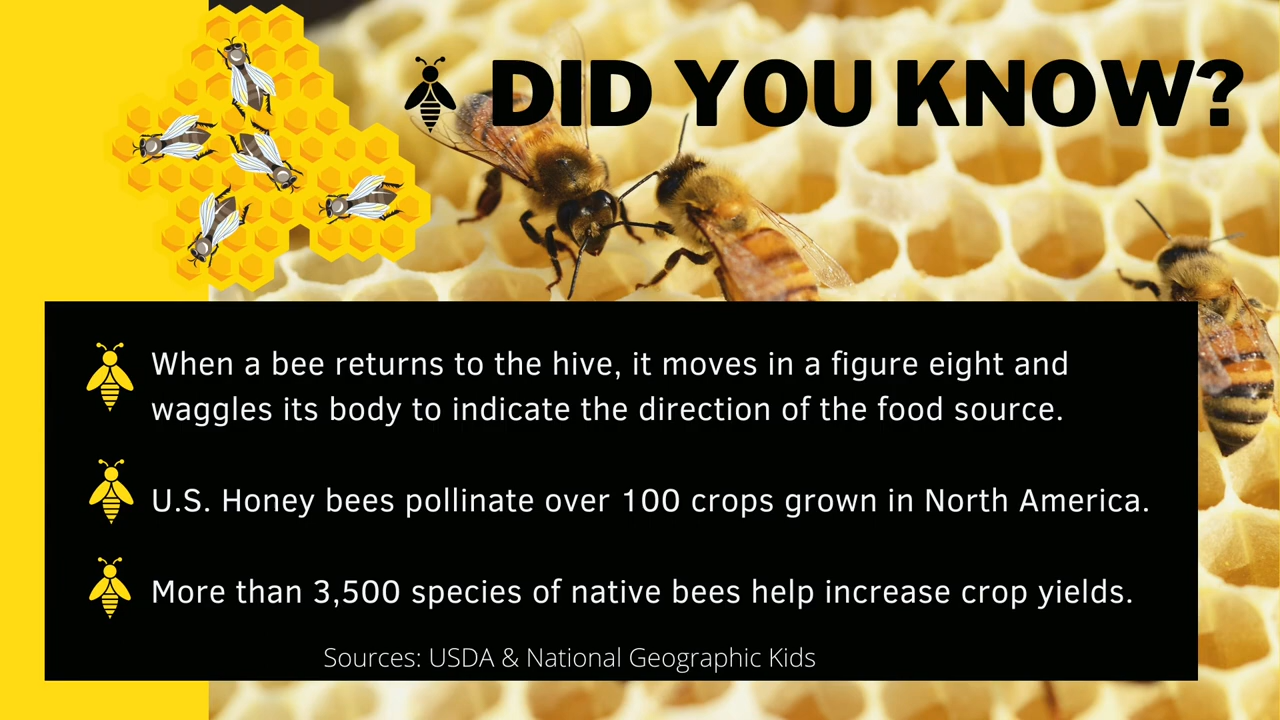 DID YOU KNOW?
When a bee returns to the hive, it moves in a figure eight and
waggles its body to indicate the direction of the food source.
U.S. Honey bees pollinate over 100 crops grown in North America.
More than 3,500 species of native bees help increase crop yields.
Sources: USDA & National Geographic Kids